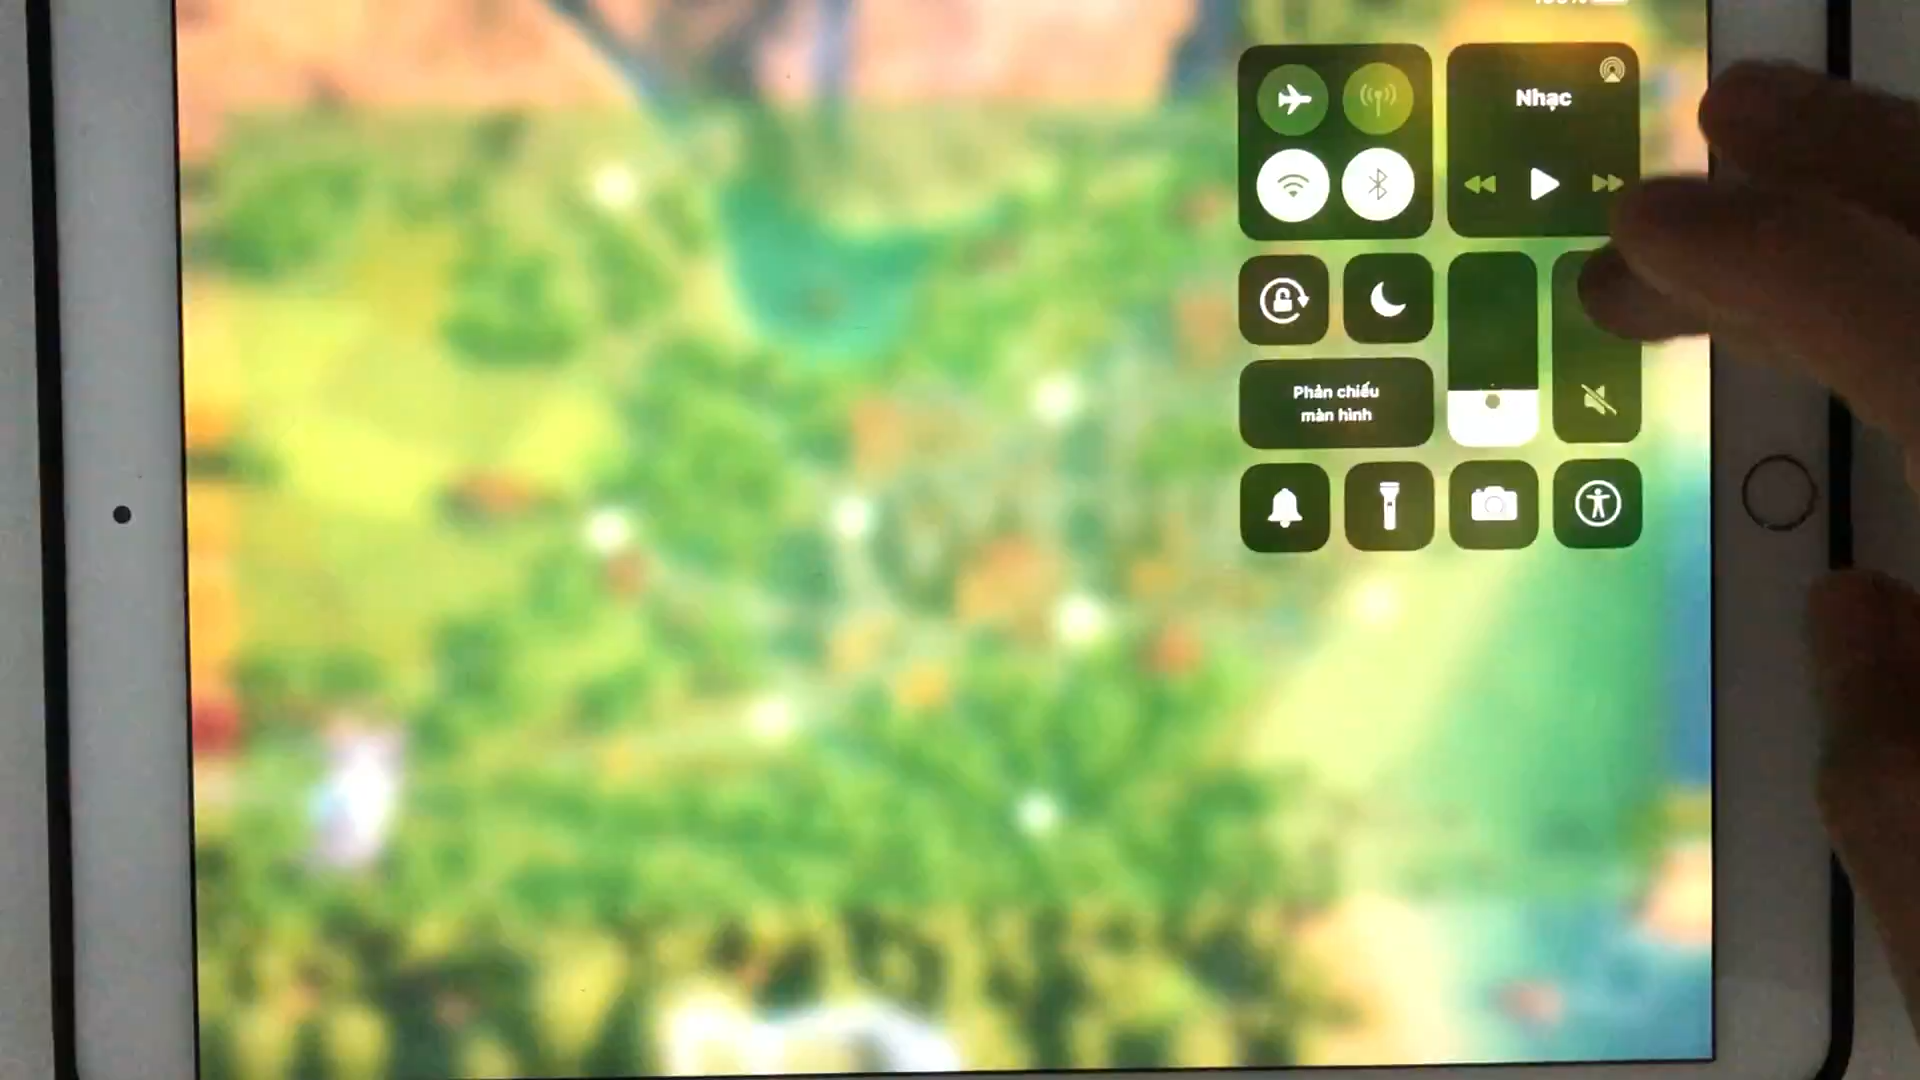 Nhạc
Phản chiếu
màn hình